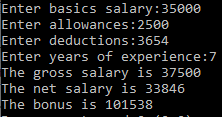 Enter basics salary:35000
Enter allowances:2500
Enter deductions:3654
Enter years of experience:7
The gross salary is 37500
The net salary is 33846
The bonus is 101538